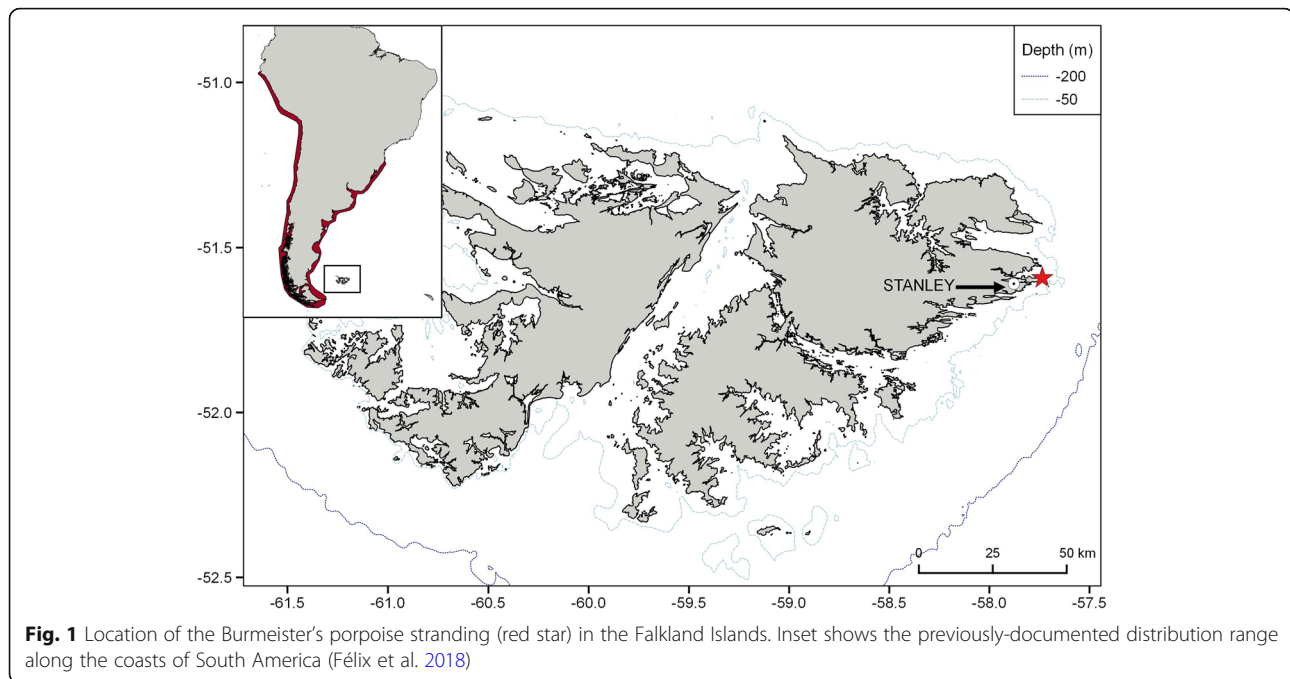 Depth (m)
-200
-50
-51.0
-51.5
-52.0
-52.5
STANLEY
0 25 50 km
-61.5 -61.0 -60.5 -60.0 -59.5 -59.0 -58.5 -58.0 -57.5
Fig. 1 Location of the Burmeister’s porpoise stranding (red star) in the Falkland Islands. Inset shows the previously-documented distribution range
along the coasts of South America (Félix et al. 2018)